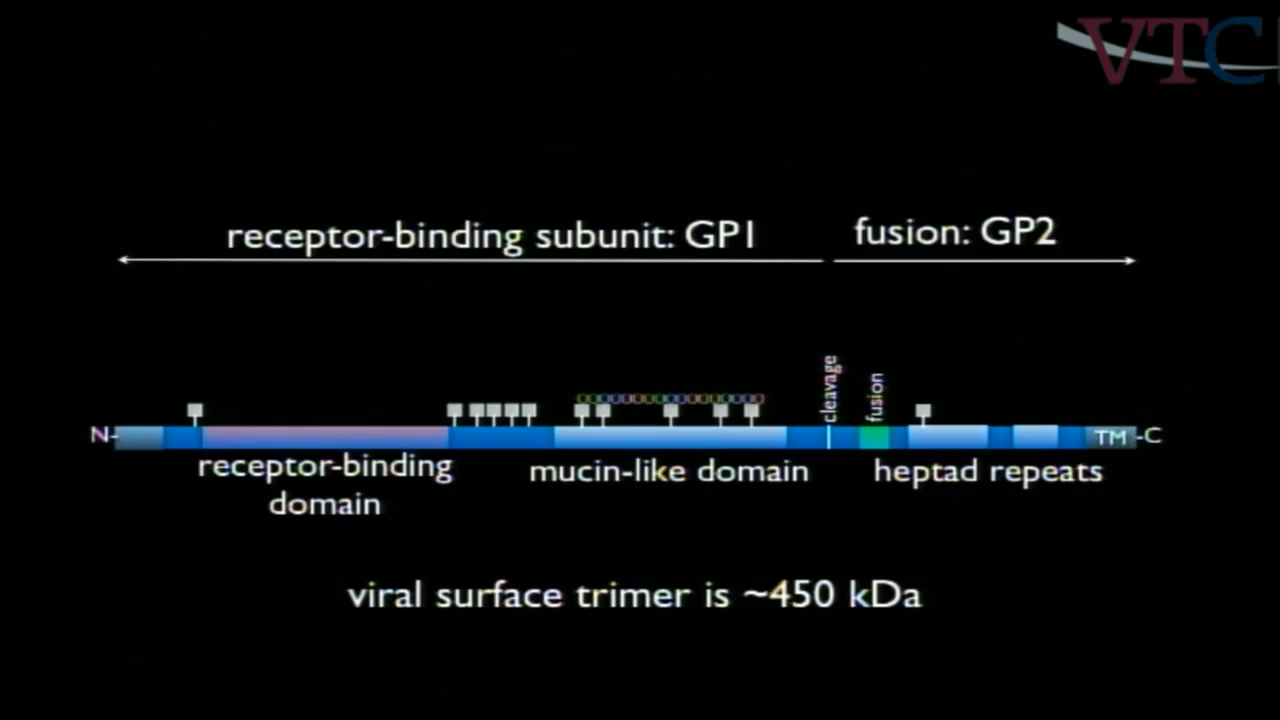 VTC
receptor-binding subunit: GP1
fusion: GP2
cleavage
fusion
N-
TM
-C
receptor-binding
domain
mucin-like domain
heptad repeats
viral surface trimer is ~450 kDa